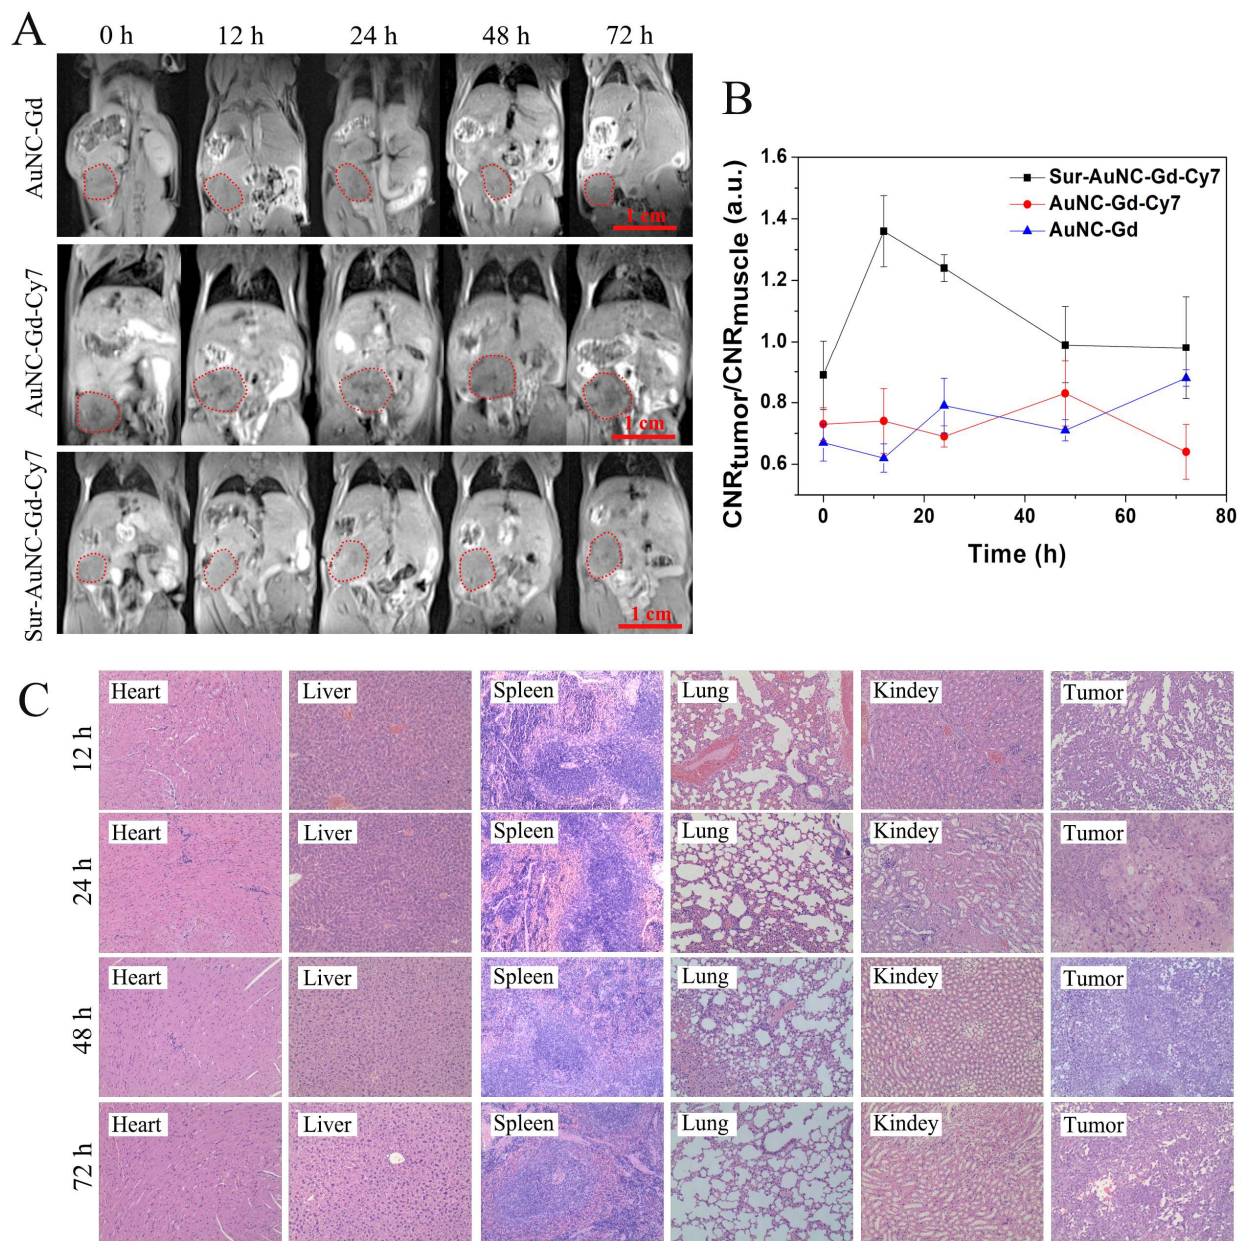 A
0 h 12 h 24 h 48 h 72 h
AuNC-Gd
1 cm
AuNC-Gd-Cy7
1 cm
Sur-AuNC-Gd-Cy7
1 cm
B
CNRtumor/CNRmuscle (a.u.)
1.6
1.4
1.2
1.0
0.8
0.6
Sur-AuNC-Gd-Cy7
AuNC-Gd-Cy7
AuNC-Gd
0 20 40 60 80
Time (h)
C
12 h
Heart Liver Spleen Lung Kindey Tumor
24 h
Heart Liver Spleen Lung Kindey Tumor
48 h
Heart Liver Spleen Lung Kindey Tumor
72 h
Heart Liver Spleen Lung Kindey Tumor